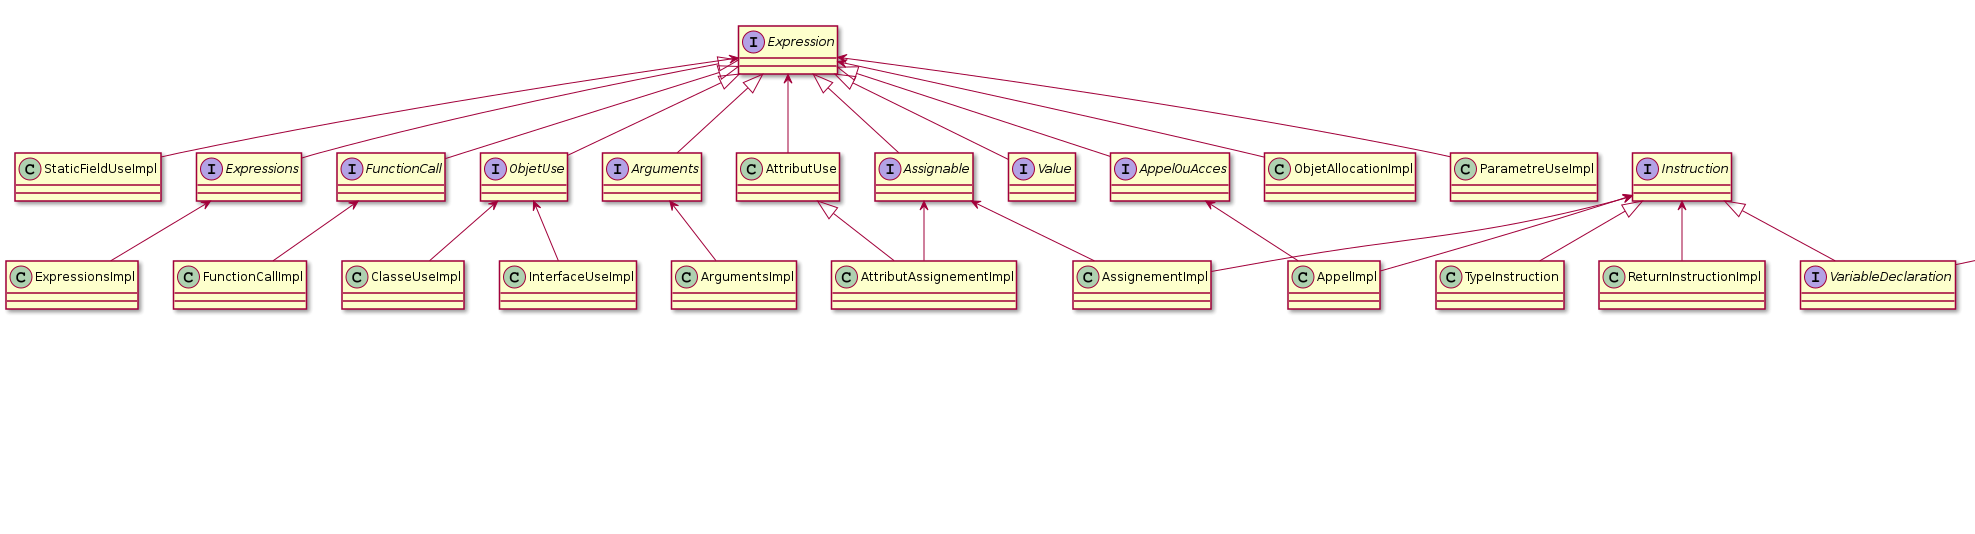 I Expression
C StaticFieldUseImpl
I Expressions
I FunctionCall
I ObjetUse
I Arguments
C AttributUse
I Assignable
I Value
I AppelOuAcces
C ObjetAllocationImpl
C ParametreUseImpl
I Instruction
C ExpressionsImpl
C FunctionCallImpl
C ClasseUseImpl
C InterfaceUseImpl
C ArgumentsImpl
C AttributAssignementImpl
C AssignementImpl
C AppelImpl
C TypeInstruction
C ReturnInstructionImpl
I VariableDeclaration